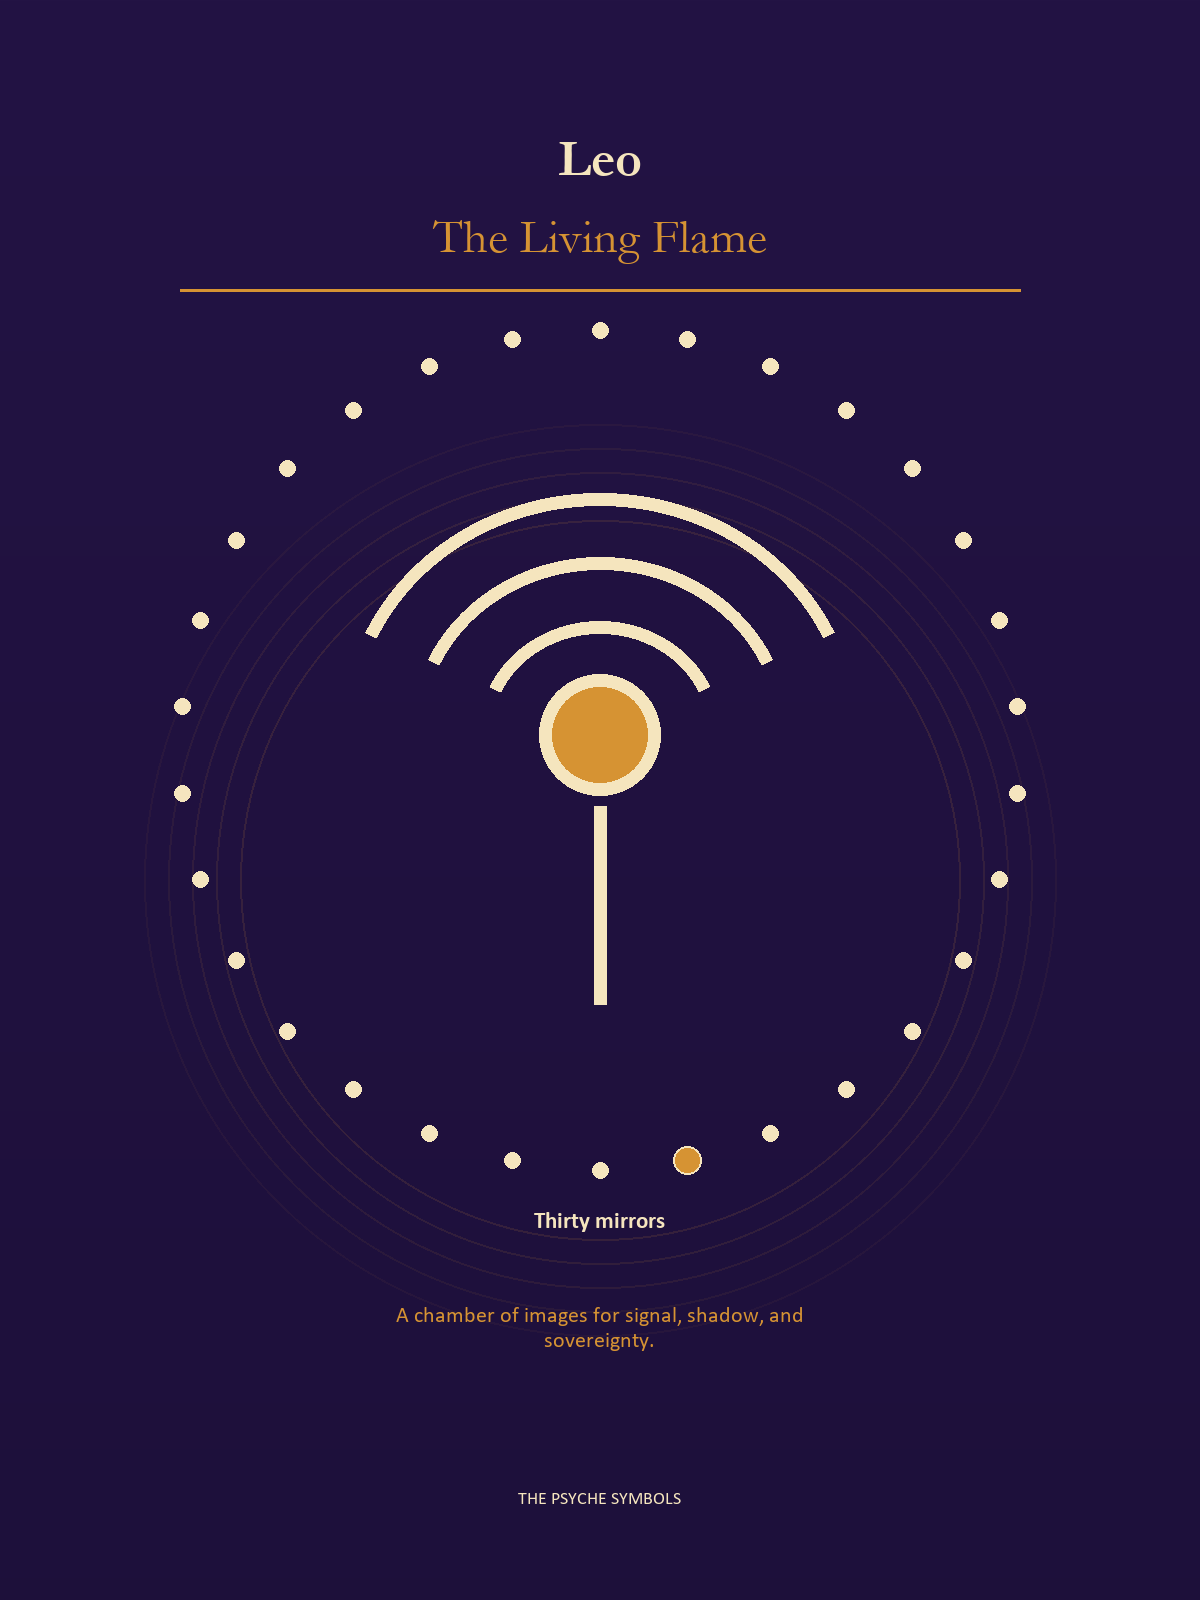 Leo
The Living Flame
Thirty mirrors
A chamber of images for signal, shadow, and
sovereignty.
THE PSYCHE SYMBOLS